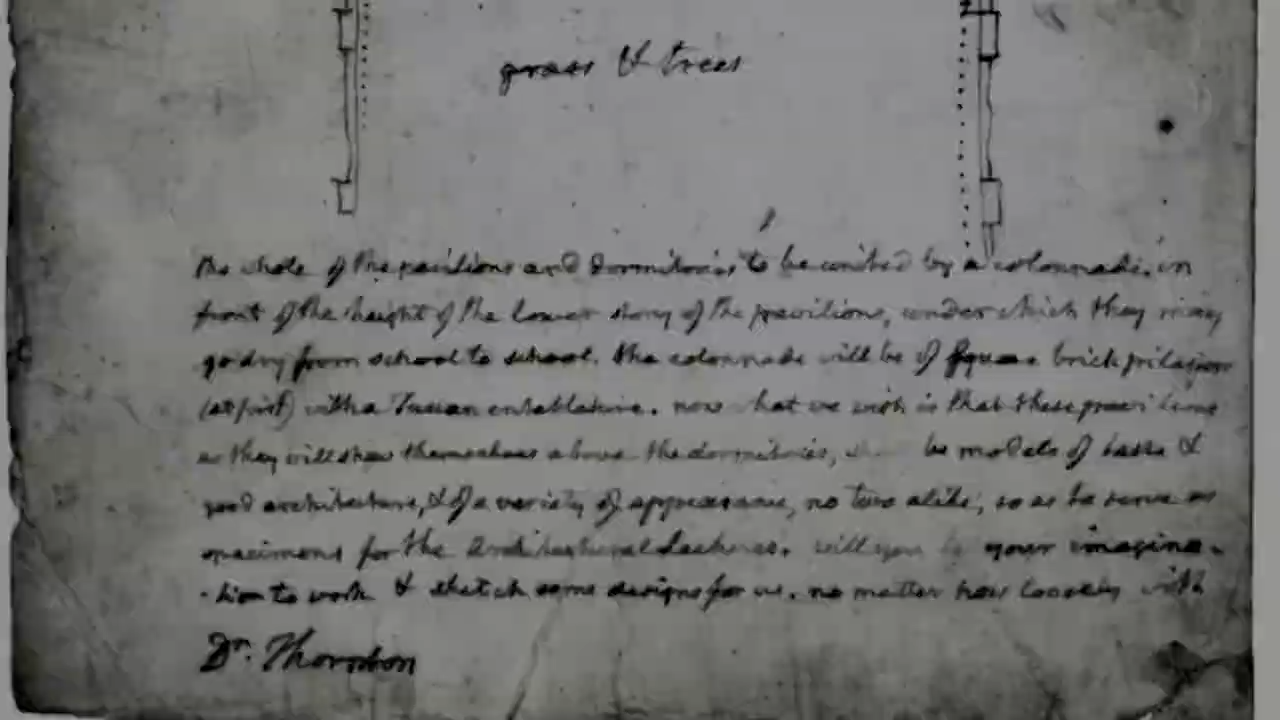 grass & trees
the whole of the pavilions and dormitories to be united by a colonnade in
front of the height of the lower story of the pavilions, under which they may
go dry from school to school. the colonnade will be of square brick pilasters
(at first) with a Tuscan entablature. now what we wish is that these pavilions
as they will shew themselves above the dormitories, be models of taste &
good architecture, & of a variety of appearance, no two alike, so as to serve as
specimens for the Architectural Lectures. will you your imagina-
-tion to work & sketch some designs for us, no matter how loosely with
Dr. Thornton